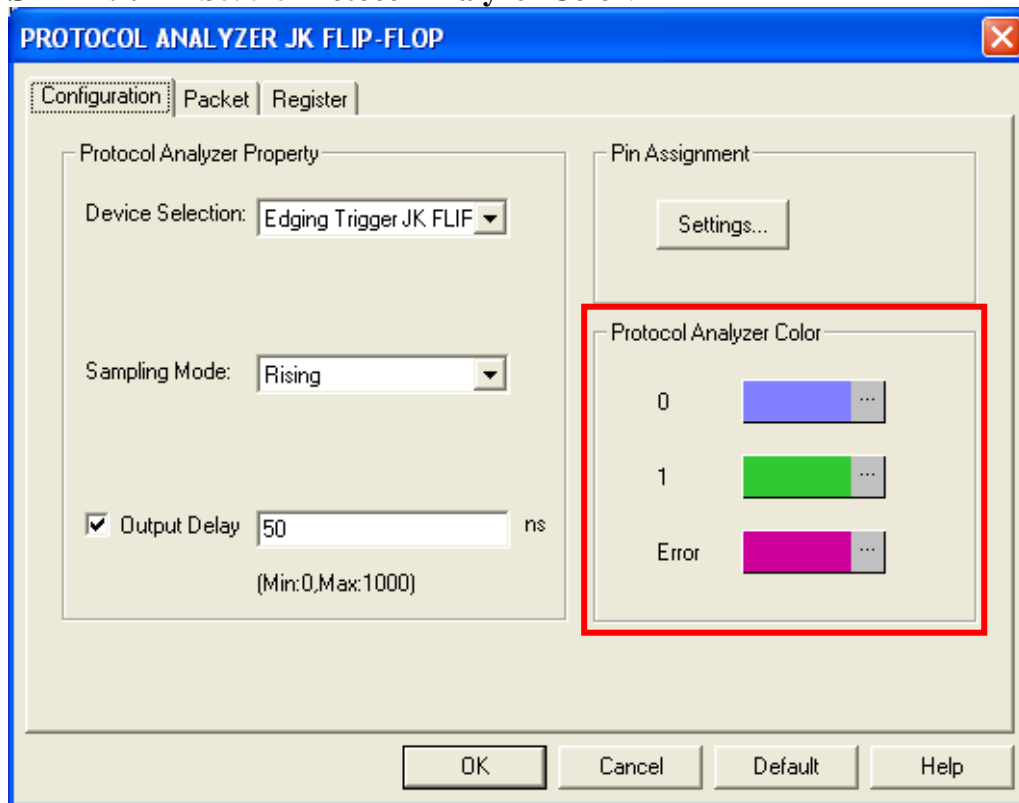 PROTOCOL ANALYZER JK FLIP-FLOP
Configuration Packet Register
Protocol Analyzer Property
Device Selection: Edging Trigger JK FLIF
Sampling Mode: Rising
Output Delay 50 ns
(Min:0,Max:1000)
Pin Assignment
Settings...
Protocol Analyzer Color
0 ...
1 ...
Error ...
OK Cancel Default Help